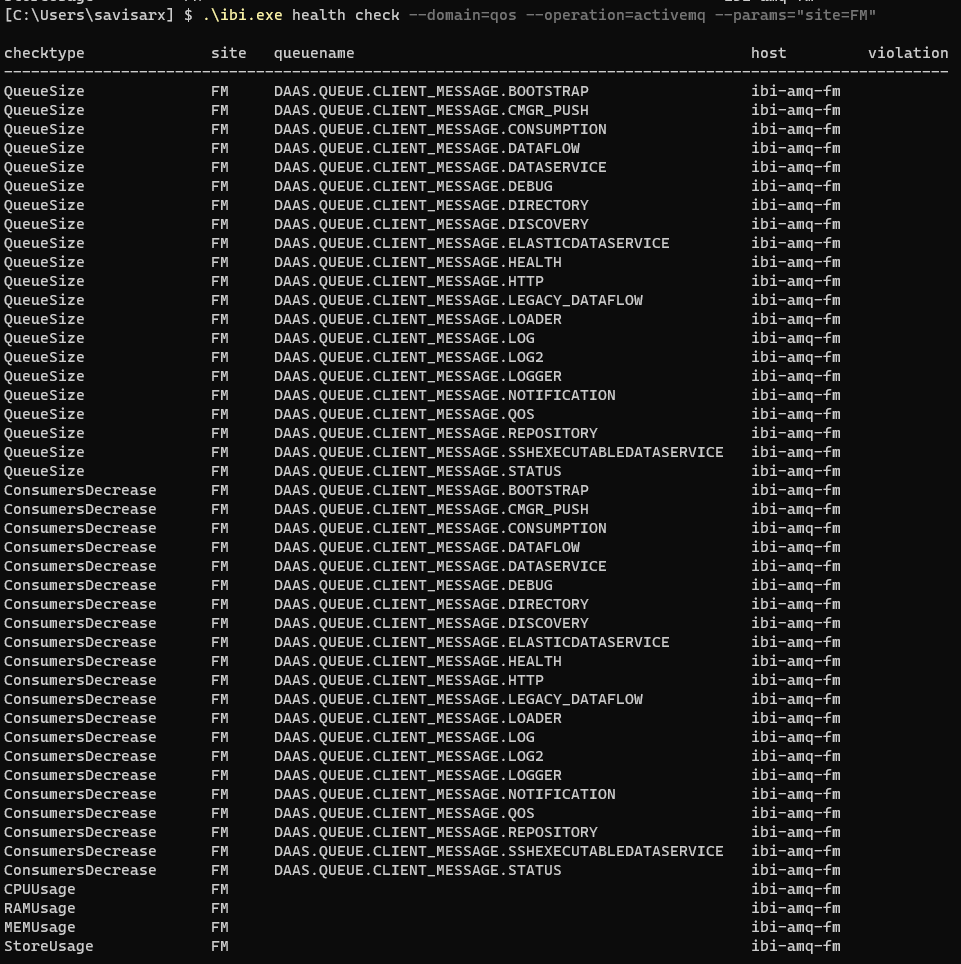 [C:\Users\savisarx] $ .\ibi.exe health check --domain=qos --operation=activemq --params="site=FM"
checktype site queuename host violation
---------------------------------------------------------------------------------------------------------
QueueSize FM DAAS.QUEUE.CLIENT_MESSAGE.BOOTSTRAP ibi-amq-fm
QueueSize FM DAAS.QUEUE.CLIENT_MESSAGE.CMGR_PUSH ibi-amq-fm
QueueSize FM DAAS.QUEUE.CLIENT_MESSAGE.CONSUMPTION ibi-amq-fm
QueueSize FM DAAS.QUEUE.CLIENT_MESSAGE.DATAFLOW ibi-amq-fm
QueueSize FM DAAS.QUEUE.CLIENT_MESSAGE.DATASERVICE ibi-amq-fm
QueueSize FM DAAS.QUEUE.CLIENT_MESSAGE.DEBUG ibi-amq-fm
QueueSize FM DAAS.QUEUE.CLIENT_MESSAGE.DIRECTORY ibi-amq-fm
QueueSize FM DAAS.QUEUE.CLIENT_MESSAGE.DISCOVERY ibi-amq-fm
QueueSize FM DAAS.QUEUE.CLIENT_MESSAGE.ELASTICDATASERVICE ibi-amq-fm
QueueSize FM DAAS.QUEUE.CLIENT_MESSAGE.HEALTH ibi-amq-fm
QueueSize FM DAAS.QUEUE.CLIENT_MESSAGE.HTTP ibi-amq-fm
QueueSize FM DAAS.QUEUE.CLIENT_MESSAGE.LEGACY_DATAFLOW ibi-amq-fm
QueueSize FM DAAS.QUEUE.CLIENT_MESSAGE.LOADER ibi-amq-fm
QueueSize FM DAAS.QUEUE.CLIENT_MESSAGE.LOG ibi-amq-fm
QueueSize FM DAAS.QUEUE.CLIENT_MESSAGE.LOG2 ibi-amq-fm
QueueSize FM DAAS.QUEUE.CLIENT_MESSAGE.LOGGER ibi-amq-fm
QueueSize FM DAAS.QUEUE.CLIENT_MESSAGE.NOTIFICATION ibi-amq-fm
QueueSize FM DAAS.QUEUE.CLIENT_MESSAGE.QOS ibi-amq-fm
QueueSize FM DAAS.QUEUE.CLIENT_MESSAGE.REPOSITORY ibi-amq-fm
QueueSize FM DAAS.QUEUE.CLIENT_MESSAGE.SSHEXECUTABLEDATASERVICE ibi-amq-fm
QueueSize FM DAAS.QUEUE.CLIENT_MESSAGE.STATUS ibi-amq-fm
ConsumersDecrease FM DAAS.QUEUE.CLIENT_MESSAGE.BOOTSTRAP ibi-amq-fm
ConsumersDecrease FM DAAS.QUEUE.CLIENT_MESSAGE.CMGR_PUSH ibi-amq-fm
ConsumersDecrease FM DAAS.QUEUE.CLIENT_MESSAGE.CONSUMPTION ibi-amq-fm
ConsumersDecrease FM DAAS.QUEUE.CLIENT_MESSAGE.DATAFLOW ibi-amq-fm
ConsumersDecrease FM DAAS.QUEUE.CLIENT_MESSAGE.DATASERVICE ibi-amq-fm
ConsumersDecrease FM DAAS.QUEUE.CLIENT_MESSAGE.DEBUG ibi-amq-fm
ConsumersDecrease FM DAAS.QUEUE.CLIENT_MESSAGE.DIRECTORY ibi-amq-fm
ConsumersDecrease FM DAAS.QUEUE.CLIENT_MESSAGE.DISCOVERY ibi-amq-fm
ConsumersDecrease FM DAAS.QUEUE.CLIENT_MESSAGE.ELASTICDATASERVICE ibi-amq-fm
ConsumersDecrease FM DAAS.QUEUE.CLIENT_MESSAGE.HEALTH ibi-amq-fm
ConsumersDecrease FM DAAS.QUEUE.CLIENT_MESSAGE.HTTP ibi-amq-fm
ConsumersDecrease FM DAAS.QUEUE.CLIENT_MESSAGE.LEGACY_DATAFLOW ibi-amq-fm
ConsumersDecrease FM DAAS.QUEUE.CLIENT_MESSAGE.LOADER ibi-amq-fm
ConsumersDecrease FM DAAS.QUEUE.CLIENT_MESSAGE.LOG ibi-amq-fm
ConsumersDecrease FM DAAS.QUEUE.CLIENT_MESSAGE.LOG2 ibi-amq-fm
ConsumersDecrease FM DAAS.QUEUE.CLIENT_MESSAGE.LOGGER ibi-amq-fm
ConsumersDecrease FM DAAS.QUEUE.CLIENT_MESSAGE.NOTIFICATION ibi-amq-fm
ConsumersDecrease FM DAAS.QUEUE.CLIENT_MESSAGE.QOS ibi-amq-fm
ConsumersDecrease FM DAAS.QUEUE.CLIENT_MESSAGE.REPOSITORY ibi-amq-fm
ConsumersDecrease FM DAAS.QUEUE.CLIENT_MESSAGE.SSHEXECUTABLEDATASERVICE ibi-amq-fm
ConsumersDecrease FM DAAS.QUEUE.CLIENT_MESSAGE.STATUS ibi-amq-fm
CPUUsage FM ibi-amq-fm
RAMUsage FM ibi-amq-fm
MEMUsage FM ibi-amq-fm
StoreUsage FM ibi-amq-fm